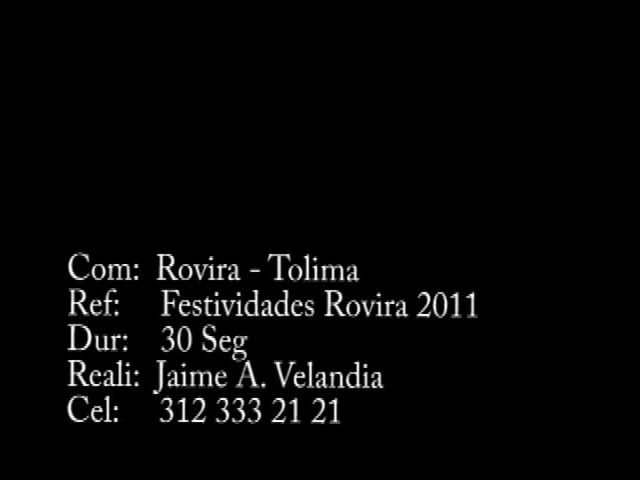 Com: Rovira - Tolima
Ref: Festividades Rovira 2011
Dur: 30 Seg
Reali: Jaime A. Velandia
Cel: 312 333 21 21